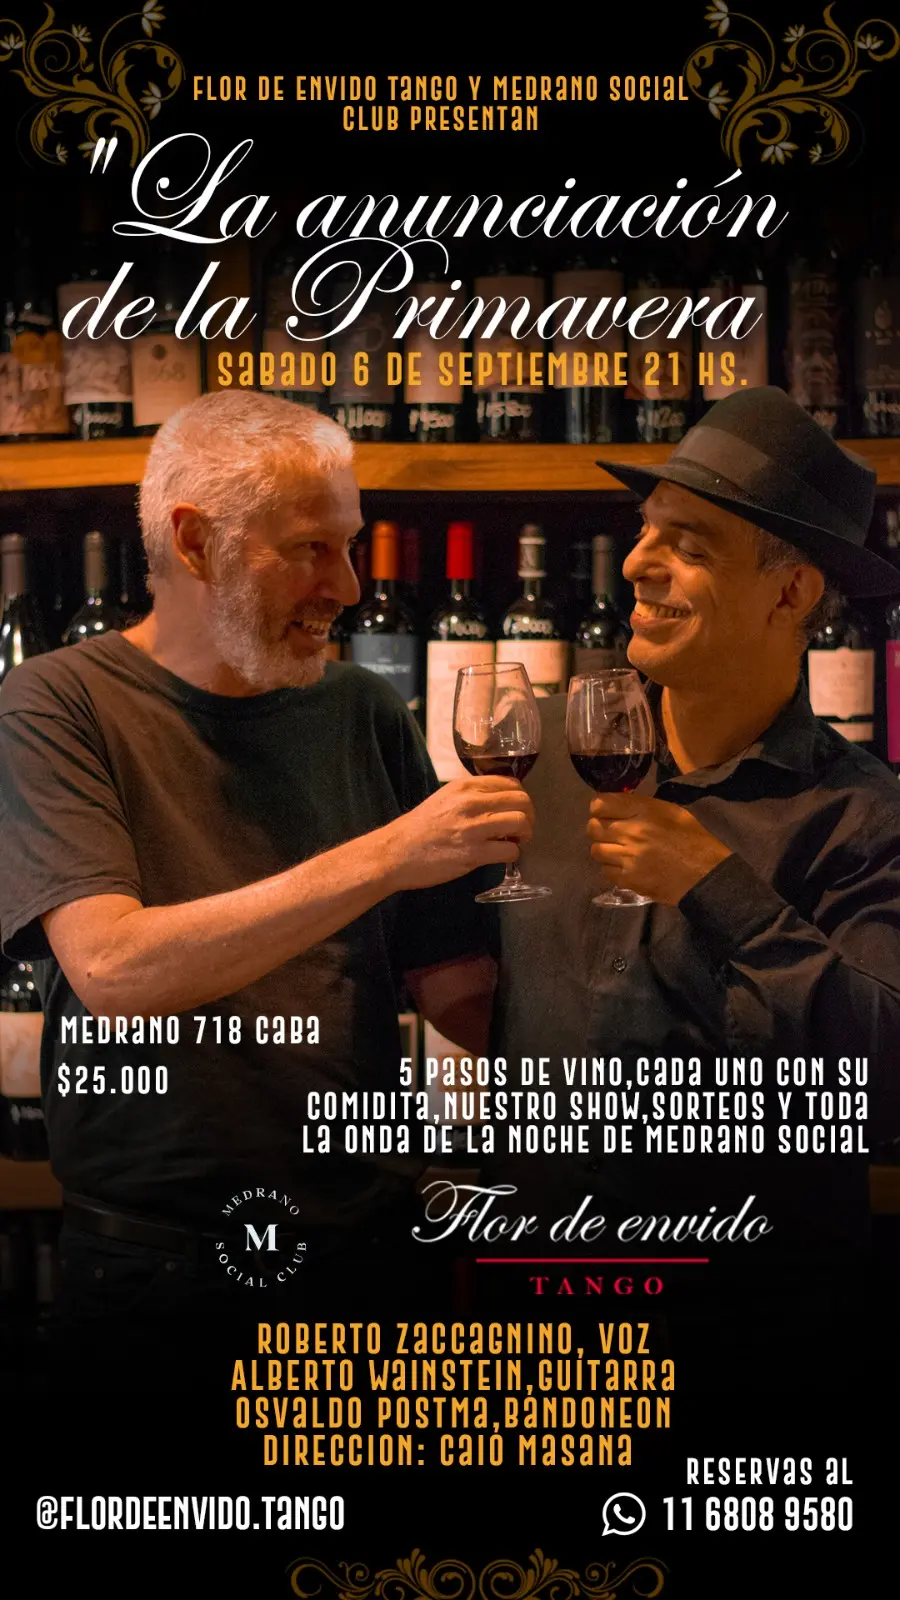 FLOR DE ENVIDO TANGO Y MEDRANO SOCIAL
CLUB PRESENTAN
"La anunciación
de la Primavera
SABADO 6 DE SEPTIEMBRE 21 HS.
MEDRANO 718 CABA
$25.000
5 PASOS DE VINO,CADA UNO CON SU
COMIDITA,NUESTRO SHOW,SORTEOS Y TODA
LA ONDA DE LA NOCHE DE MEDRANO SOCIAL
MEDRANO
M
SOCIAL CLUB
Flor de envido
TANGO
ROBERTO ZACCAGNINO, VOZ
ALBERTO WAINSTEIN,GUITARRA
OSVALDO POSTMA,BANDONEON
DIRECCION: CAIO MASANA
RESERVAS AL
@FLORDEENVIDO.TANGO
11 6808 9580